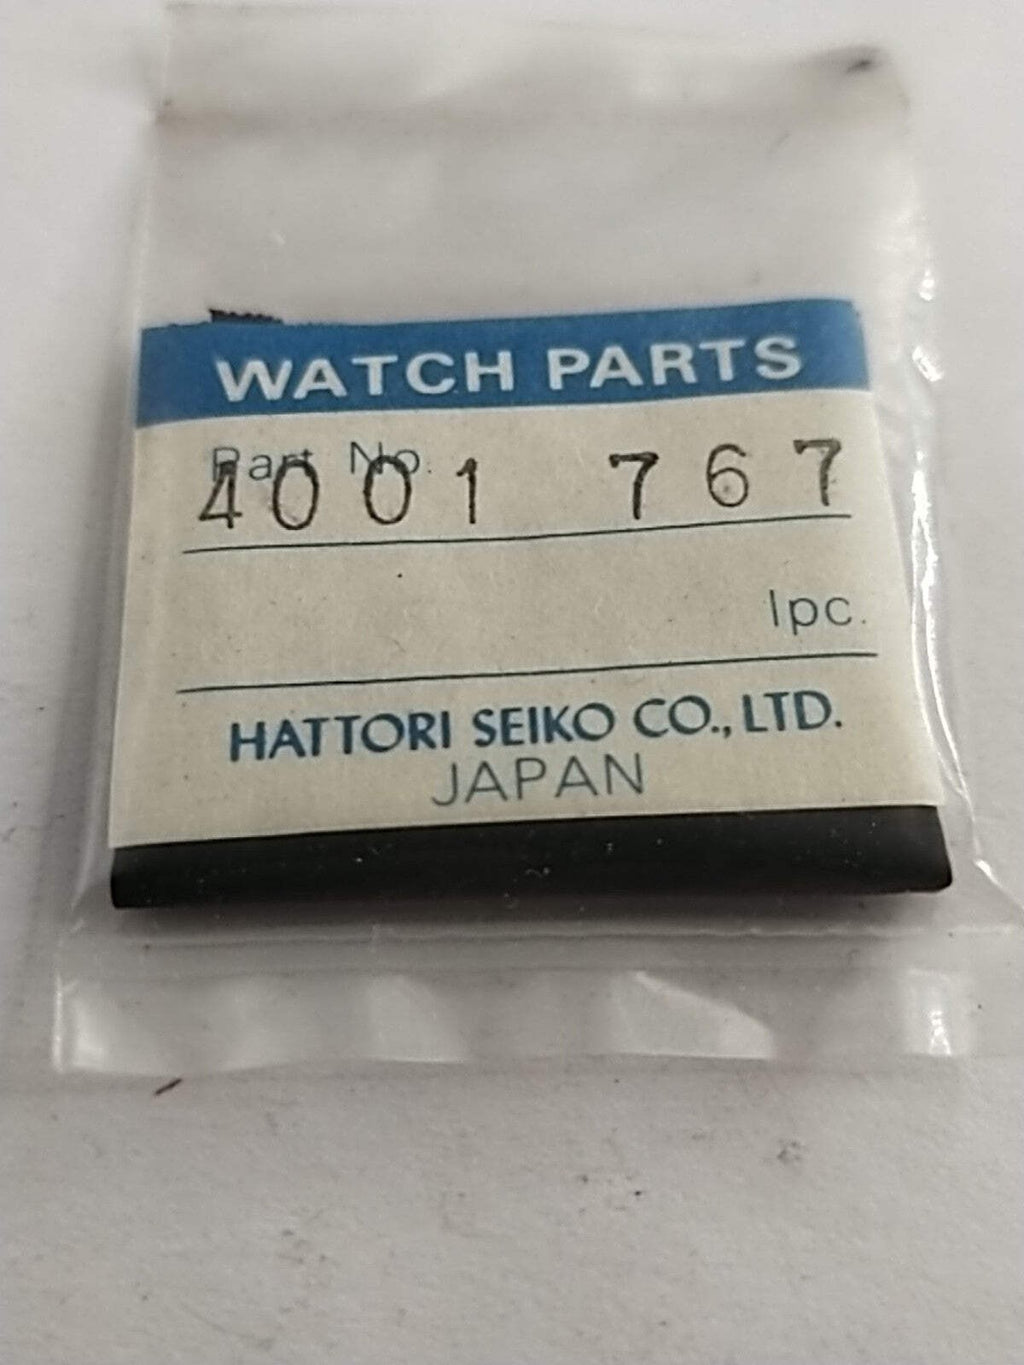 WATCH PARTS
Part No.
4001 767
1pc.
HATTORI SEIKO CO., LTD.
JAPAN